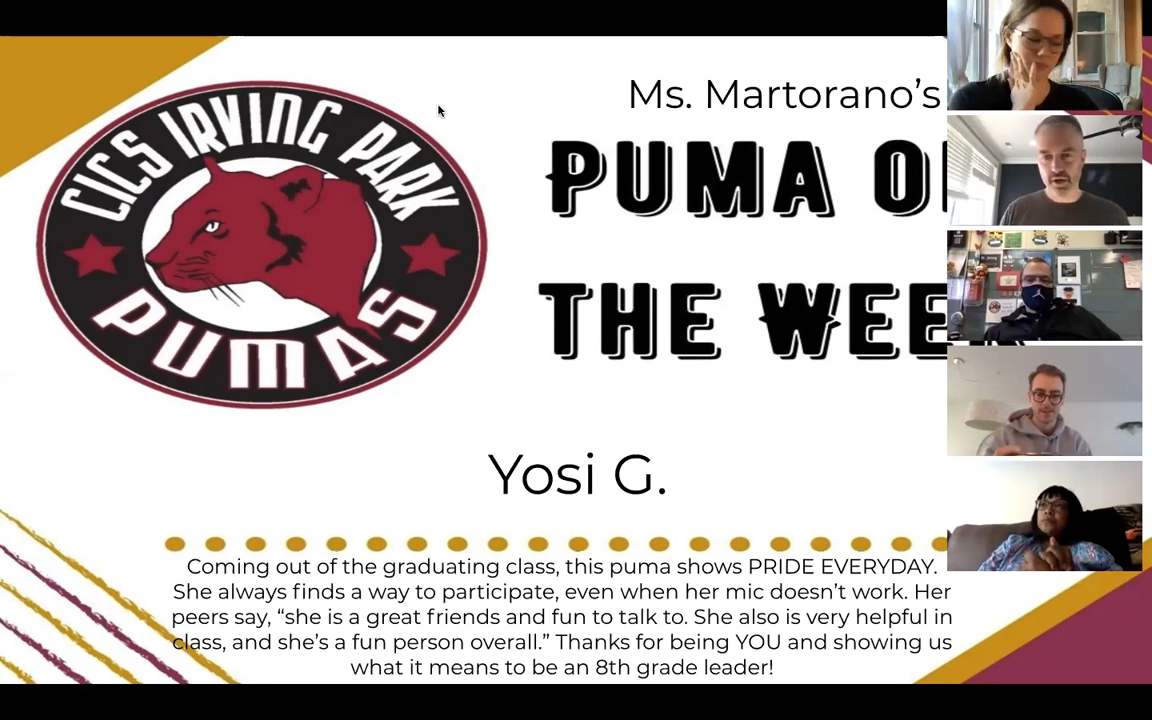 CICS IRVING PARK
PUMAS
Ms. Martorano's
PUMA O
THE WEE
Yosi G.
Coming out of the graduating class, this puma shows PRIDE EVERYDAY.
She always finds a way to participate, even when her mic doesn't work. Her
peers say, “she is a great friends and fun to talk to. She also is very helpful in
class, and she's a fun person overall.” Thanks for being YOU and showing us
what it means to be an 8th grade leader!